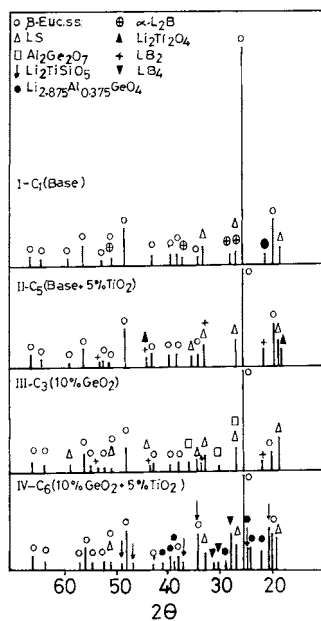 ○ β-Euc.ss. ⊕ α-L2B
△ LS ▲ Li2Ti2O4
□ Al2Ge2O7 + LB2
↓ Li2TiSiO5 ▼ LB4
● Li2·875Al0·375GeO4
I-C1(Base)
II-C5(Base+5%TiO2)
III-C3(10%GeO2)
IV-C6(10%GeO2+5%TiO2)
60 50 40 30 20
2Θ